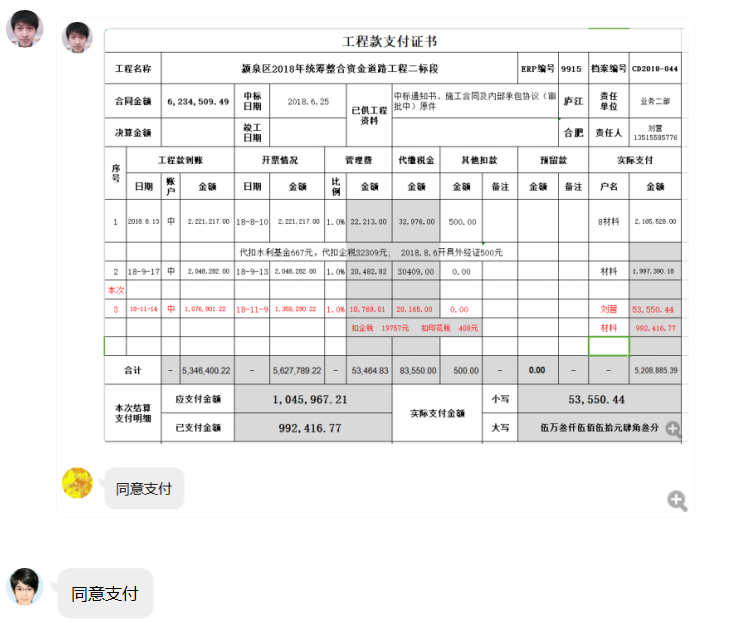 工程款支付证书
工程名称 颍泉区2018年统筹整合资金道路工程二标段 ERP编号 9915 档案编号 CD2018-044
合同金额 6,234,509.49 中标日期 2018.6.25 已供工程资料 中标通知书、施工合同及内部承包协议（审批中）原件 庐江 责任单位 业务二部
决算金额 竣工日期 合肥 责任人 刘营 13515585776
序号 工程款到账 开票情况 管理费 代缴税金 其他扣款 预留款 实际支付
日期 账户 金额 日期 金额 比例 金额 金额 金额 备注 金额 备注 户名 金额
1 2018.8.13 中 2,221,217.00 18-8-10 2,221,217.00 1.0% 22,213.00 32,976.00 500.00 8材料 2,165,528.00
代扣水利基金667元，代扣企税32309元； 2018.8.6开具外经证500元
2 18-9-17 中 2,048,282.00 18-9-13 2,048,282.00 1.0% 20,482.82 30409.00 0.00 材料 1,997,390.18
本次
3 18-11-14 中 1,076,901.22 18-11-9 1,358,290.22 1.0% 10,769.01 20,165.00 0.00 刘营 53,550.44
扣企税 19757元 扣印花税 408元 材料 992,416.77
合计 - 5,346,400.22 - 5,627,789.22 - 53,464.83 83,550.00 500.00 - 0.00 - - 5,208,885.39
本次结算支付明细 应支付金额 1,045,967.21 实际支付金额 小写 53,550.44
已支付金额 992,416.77 大写 伍万叁仟伍佰伍拾元肆角叁分
同意支付
同意支付